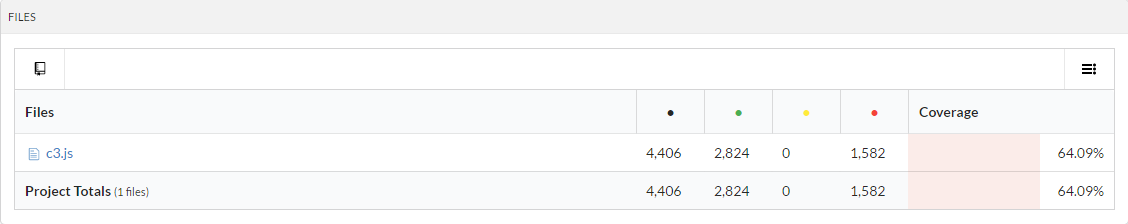 FILES
Files Coverage
c3.js 4,406 2,824 0 1,582 64.09%
Project Totals (1 files) 4,406 2,824 0 1,582 64.09%